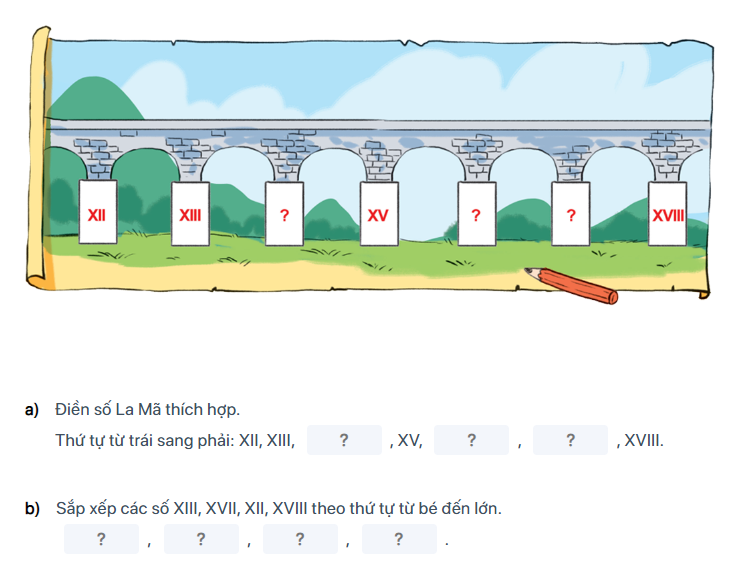 XII XIII ? XV ? ? XVIII
a) Điền số La Mã thích hợp.
Thứ tự từ trái sang phải: XII, XIII, ? , XV, ? , ? , XVIII.
b) Sắp xếp các số XIII, XVII, XII, XVIII theo thứ tự từ bé đến lớn.
? , ? , ? , ? .